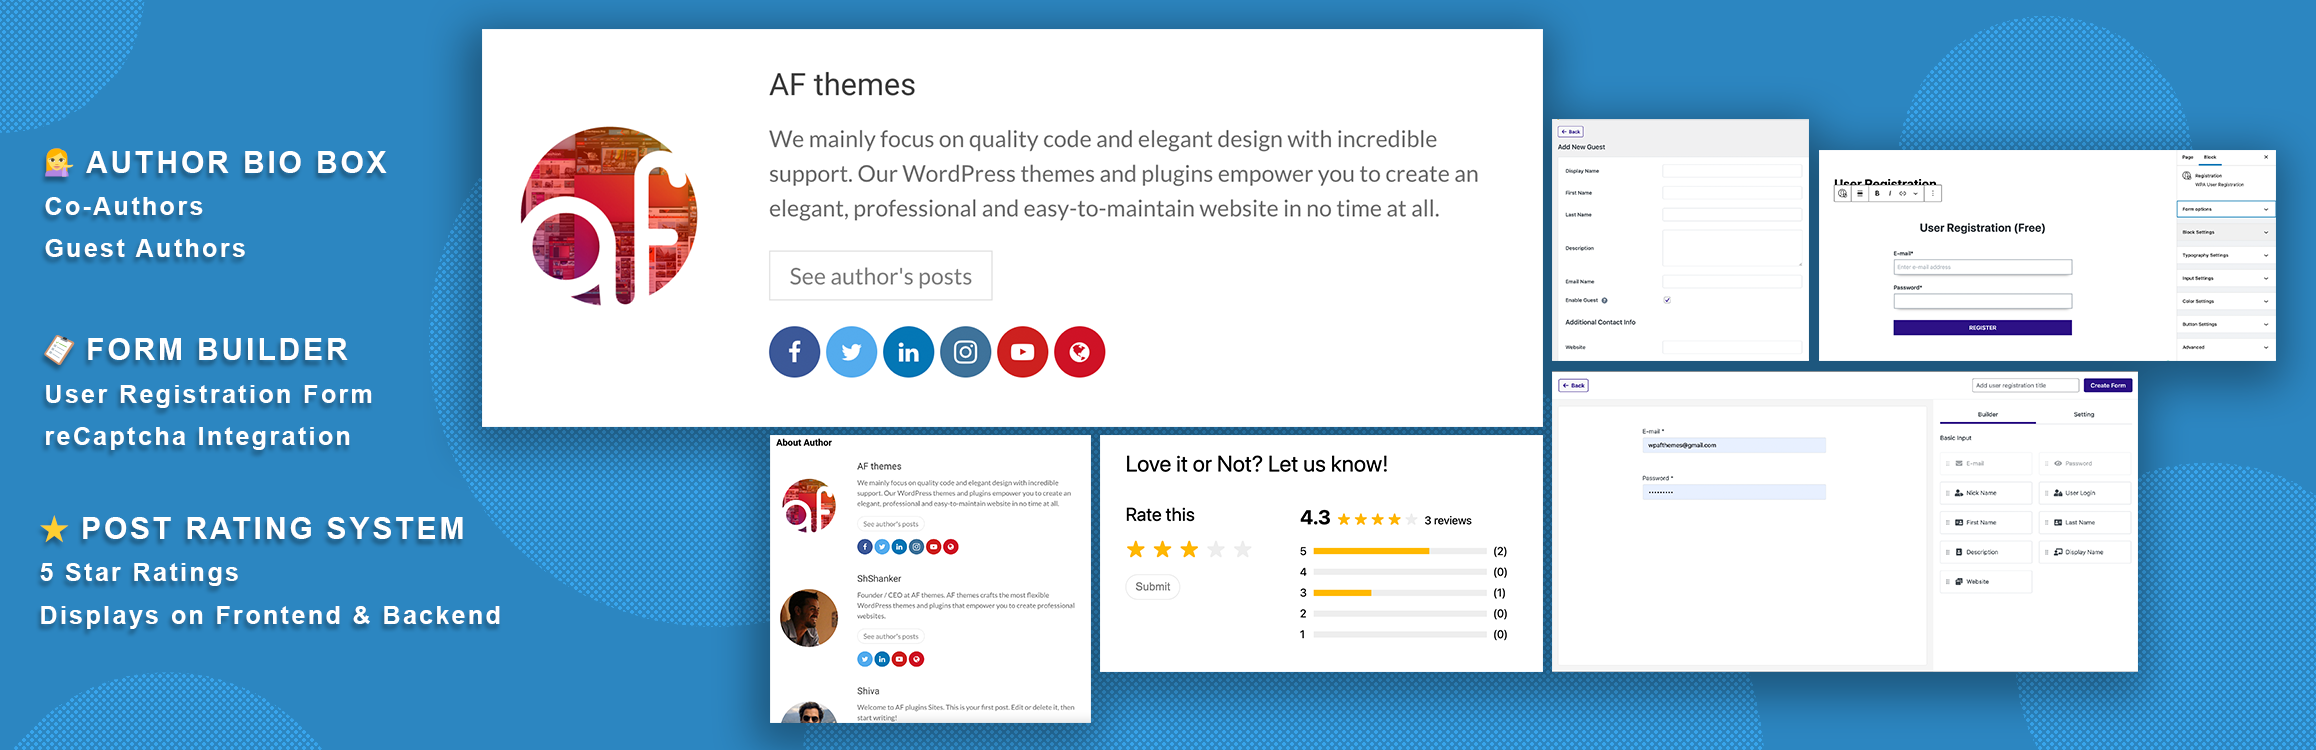 AUTHOR BIO BOX
Co-Authors
Guest Authors
FORM BUILDER
User Registration Form
reCaptcha Integration
POST RATING SYSTEM
5 Star Ratings
Displays on Frontend & Backend
af
AF themes
We mainly focus on quality code and elegant design with incredible
support. Our WordPress themes and plugins empower you to create an
elegant, professional and easy-to-maintain website in no time at all.
See author's posts
About Author
af
AF themes
We mainly focus on quality code and elegant design with incredible
support. Our WordPress themes and plugins empower you to create an
elegant, professional and easy-to-maintain website in no time at all.
See author's posts
ShShanker
Founder / CEO at AF themes. AF themes crafts the most flexible
WordPress themes and plugins that empower you to create professional
websites.
See author's posts
Shiva
Welcome to AF plugins Sites. This is your first post. Edit or delete it, then
start writing!
Love it or Not? Let us know!
Rate this
Submit
4.3 3 reviews
5 (2)
4 (0)
3 (1)
2 (0)
1 (0)
← Back
Add New Guest
Display Name
First Name
Last Name
Description
Email Name
Enable Guest ?
Additional Contact Info
Website
User Registration
B I
User Registration (Free)
E-mail*
Enter e-mail address
Password*
REGISTER
Page Block
Registration
WPA User Registration
Form options
Block Settings
Typography Settings
Input Settings
Color Settings
Button Settings
Advanced
← Back
Add user registration title
Create Form
E-mail *
wpafthemes@gmail.com
Password *
•••••••••
Builder Setting
Basic Input
E-mail Password
Nick Name User Login
First Name Last Name
Description Display Name
Website